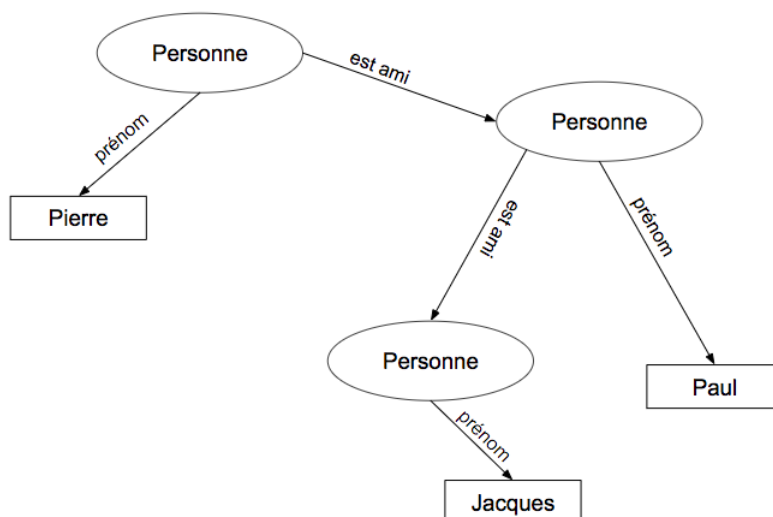 Personne
est ami
Personne
prénom
Pierre
est ami
prénom
Personne
Paul
prénom
Jacques